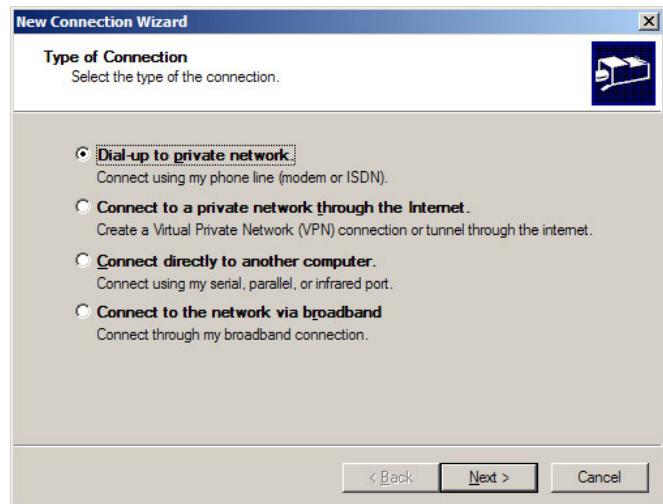 New Connection Wizard
Type of Connection
Select the type of the connection.
Dial-up to private network.
Connect using my phone line (modem or ISDN).
Connect to a private network through the Internet.
Create a Virtual Private Network (VPN) connection or tunnel through the internet.
Connect directly to another computer.
Connect using my serial, parallel, or infrared port.
Connect to the network via broadband
Connect through my broadband connection.
< Back Next > Cancel